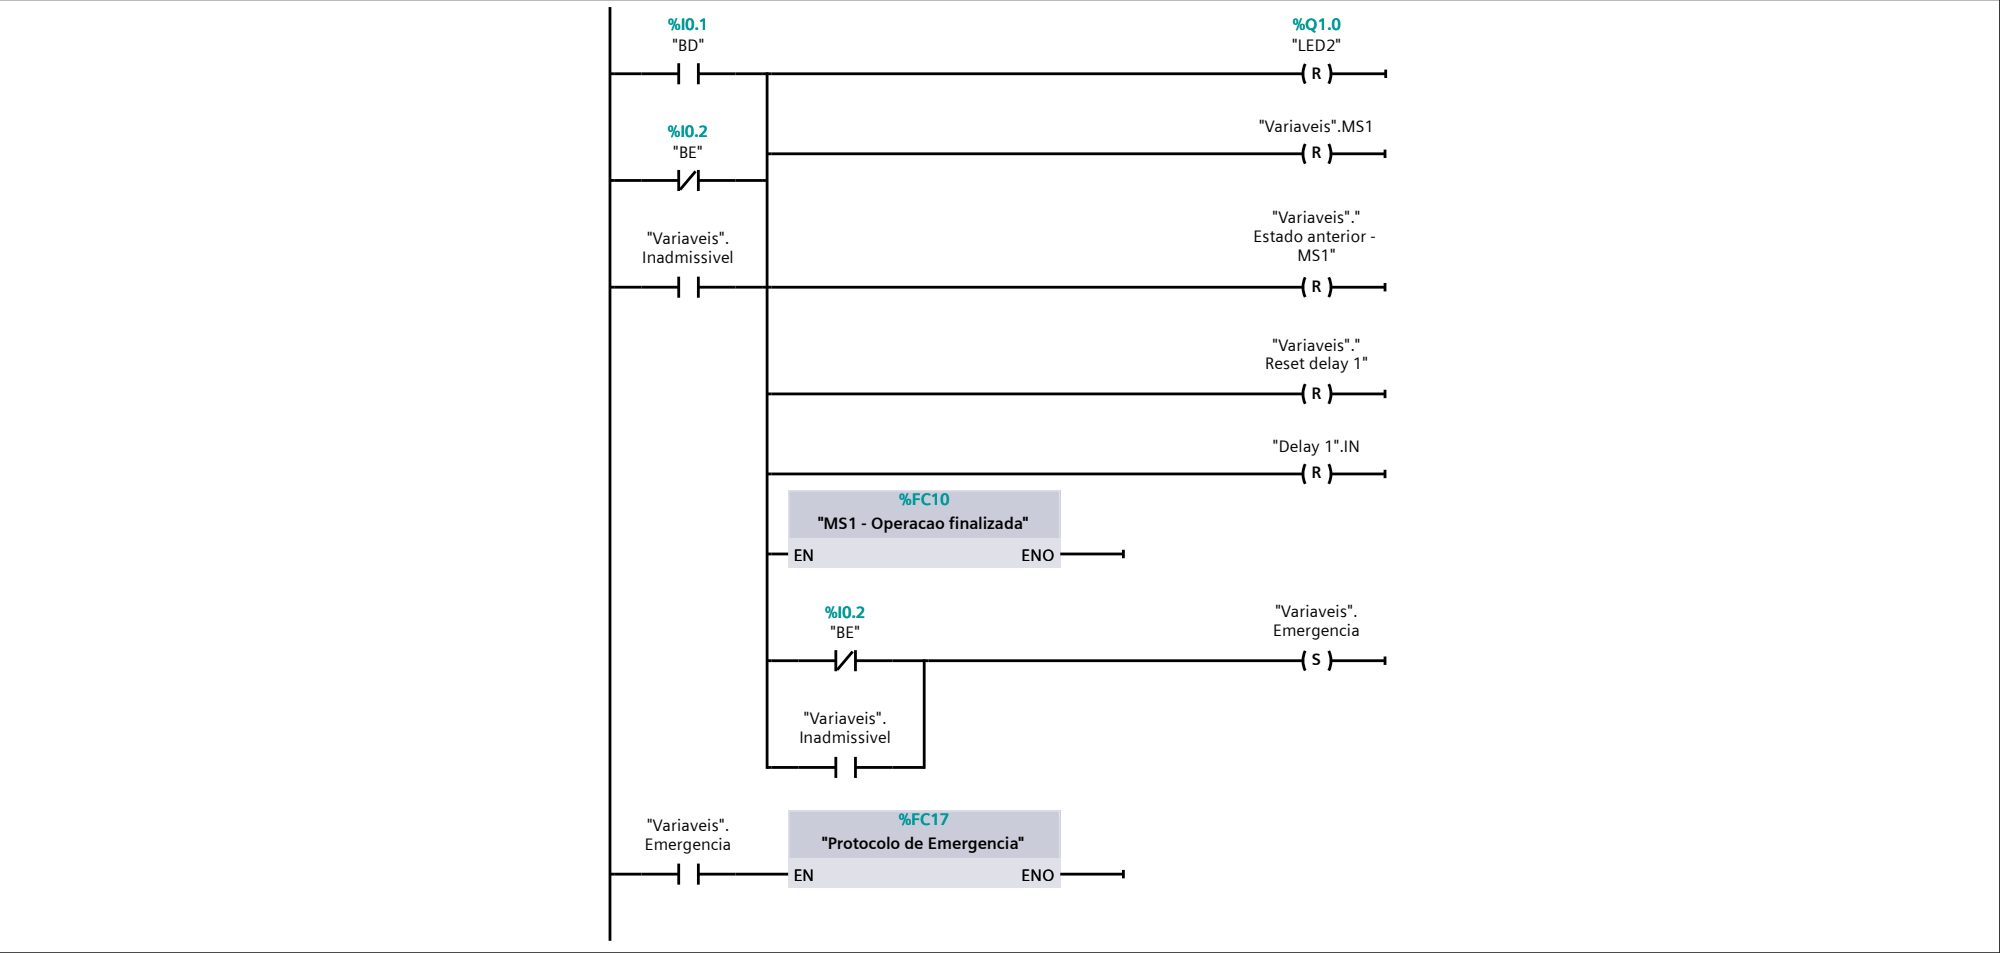 %I0.1
"BD"
%Q1.0
"LED2"
( R )
%I0.2
"BE"
"Variaveis".MS1
( R )
"Variaveis".
Inadmissivel
"Variaveis"."
Estado anterior -
MS1"
( R )
"Variaveis"."
Reset delay 1"
( R )
"Delay 1".IN
( R )
%FC10
"MS1 - Operacao finalizada"
EN ENO
%I0.2
"BE"
"Variaveis".
Emergencia
( S )
"Variaveis".
Inadmissivel
"Variaveis".
Emergencia
%FC17
"Protocolo de Emergencia"
EN ENO